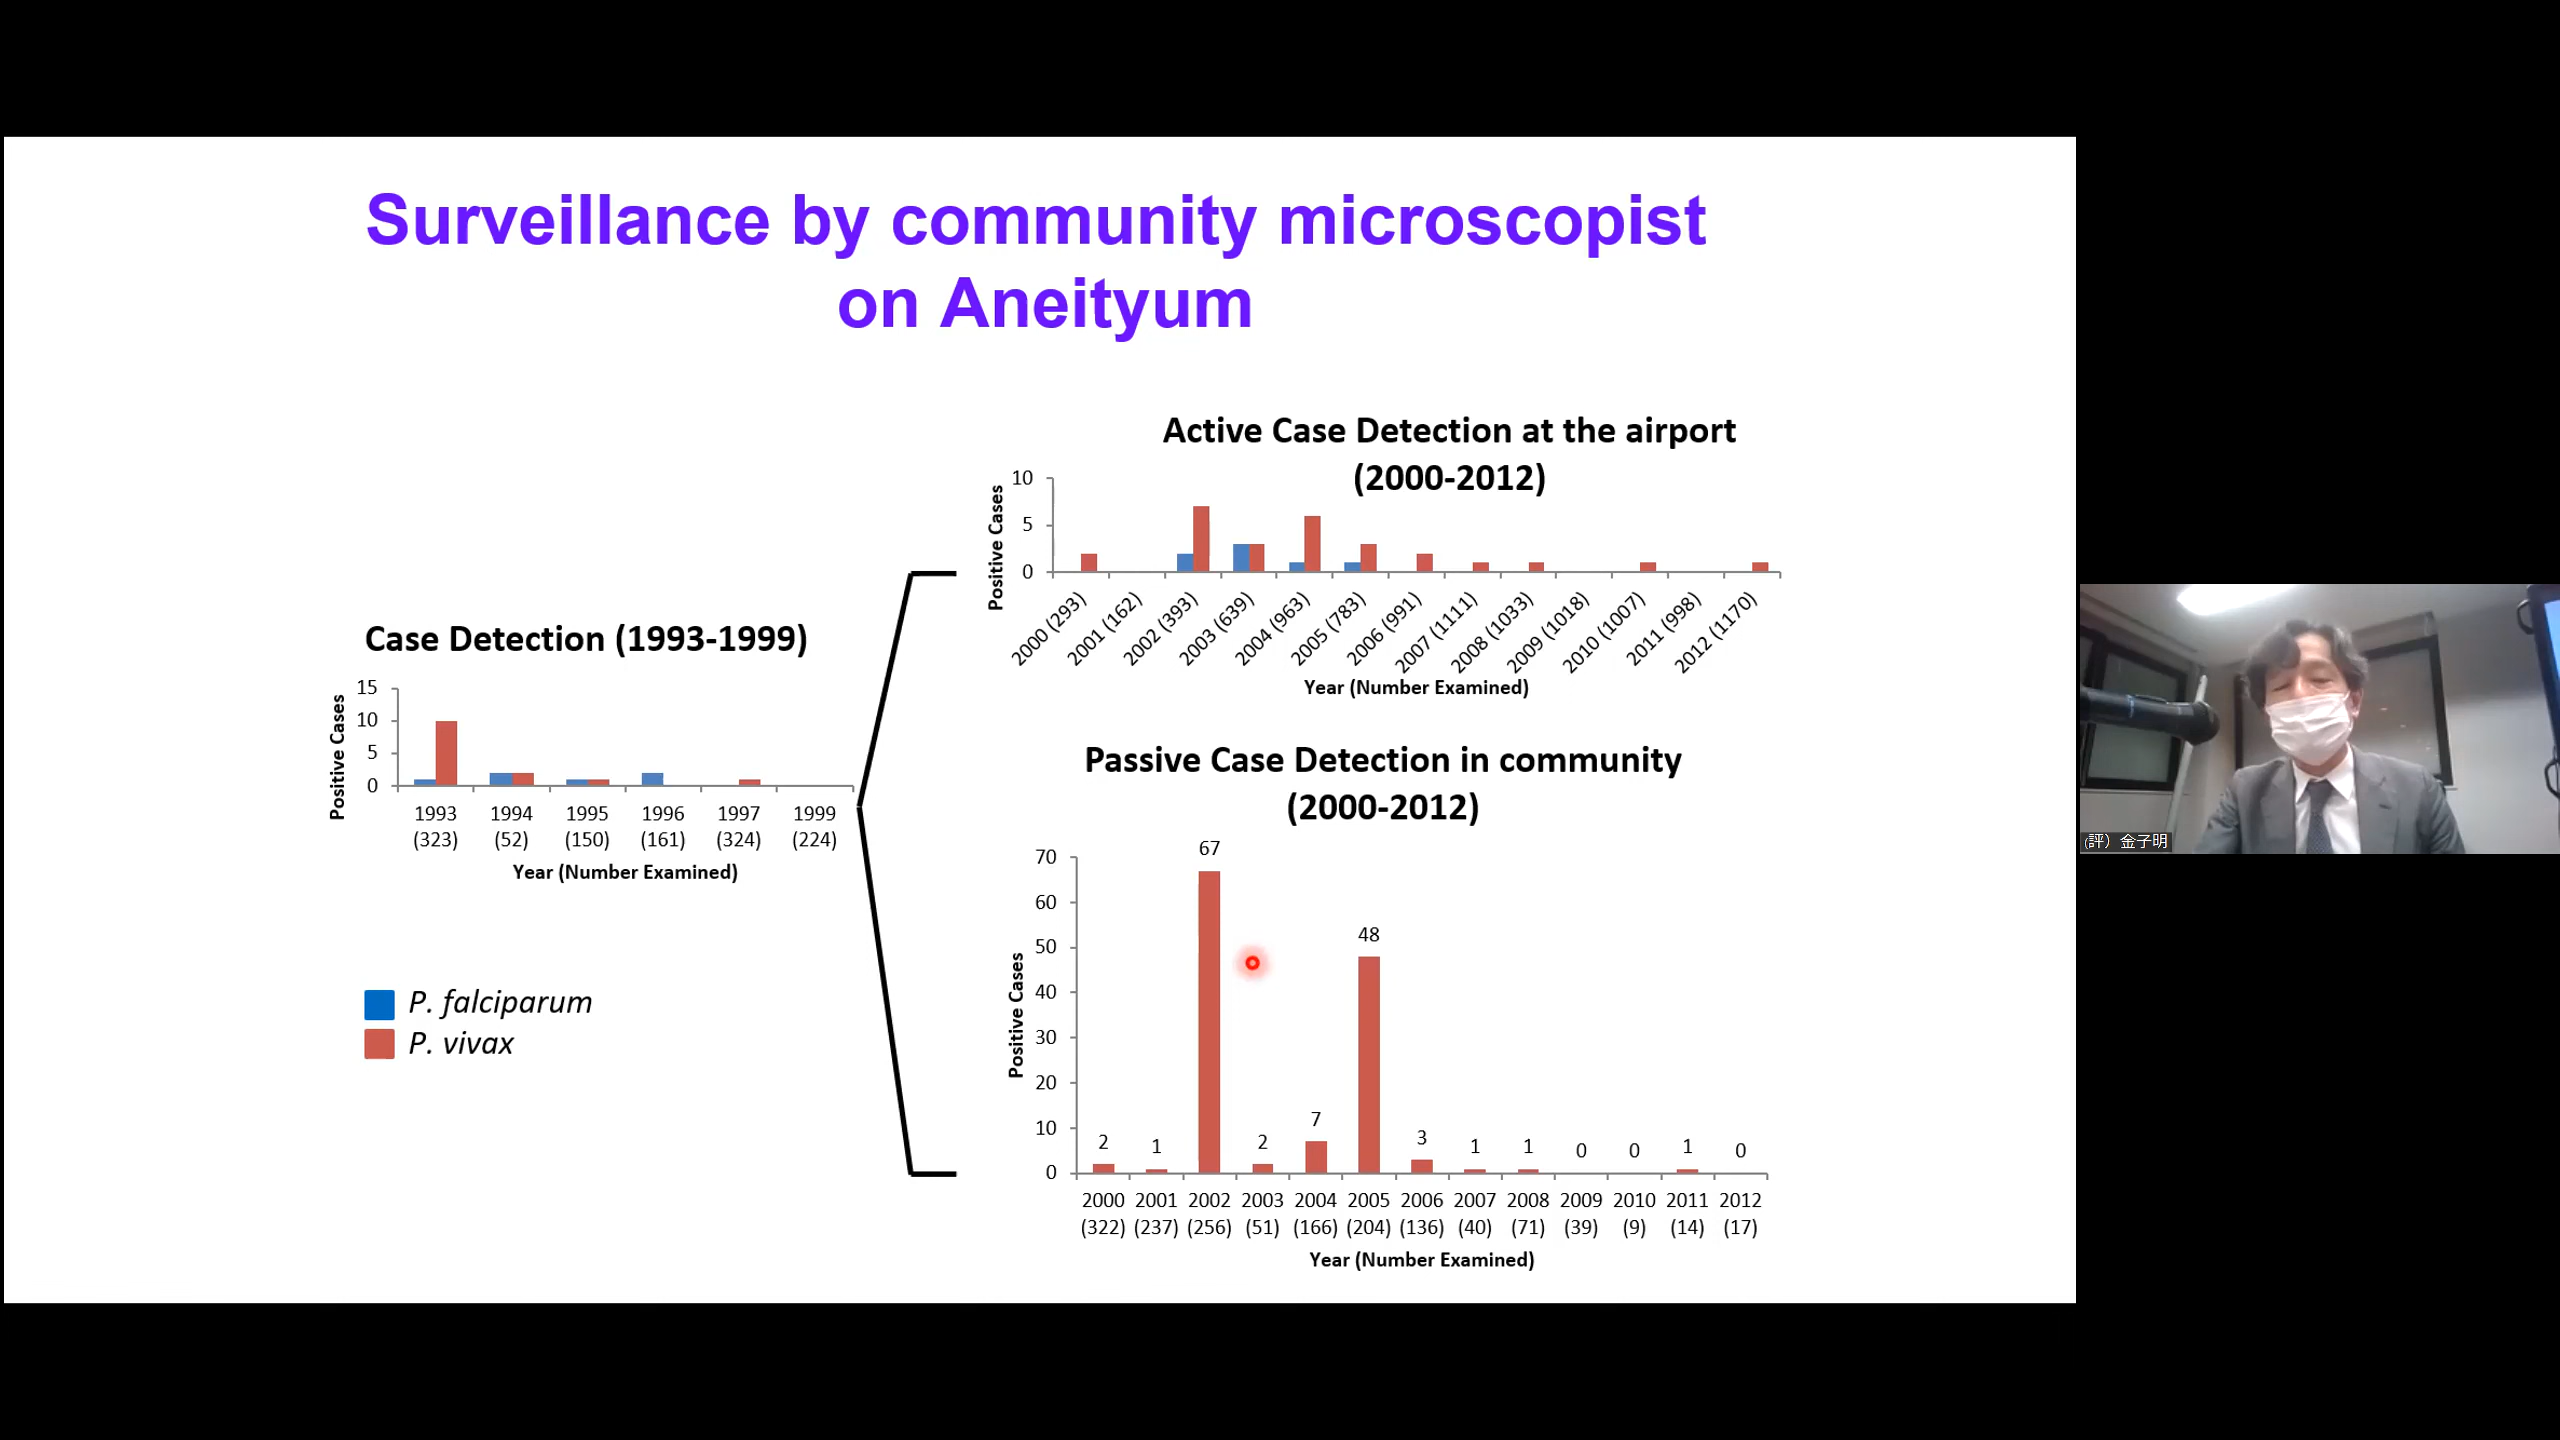 Surveillance by community microscopist
on Aneityum
Case Detection (1993-1999)
Positive Cases
15
10
5
0
1993 1994 1995 1996 1997 1999
(323) (52) (150) (161) (324) (224)
Year (Number Examined)
P. falciparum
P. vivax
Active Case Detection at the airport
(2000-2012)
Positive Cases
10
5
0
2000 (293)
2001 (162)
2002 (393)
2003 (639)
2004 (963)
2005 (783)
2006 (991)
2007 (1111)
2008 (1033)
2009 (1018)
2010 (1007)
2011 (998)
2012 (1170)
Year (Number Examined)
Passive Case Detection in community
(2000-2012)
Positive Cases
70
60
50
40
30
20
10
0
2 1 67 2 7 48 3 1 1 0 0 1 0
2000 2001 2002 2003 2004 2005 2006 2007 2008 2009 2010 2011 2012
(322) (237) (256) (51) (166) (204) (136) (40) (71) (39) (9) (14) (17)
Year (Number Examined)
(評）金子明